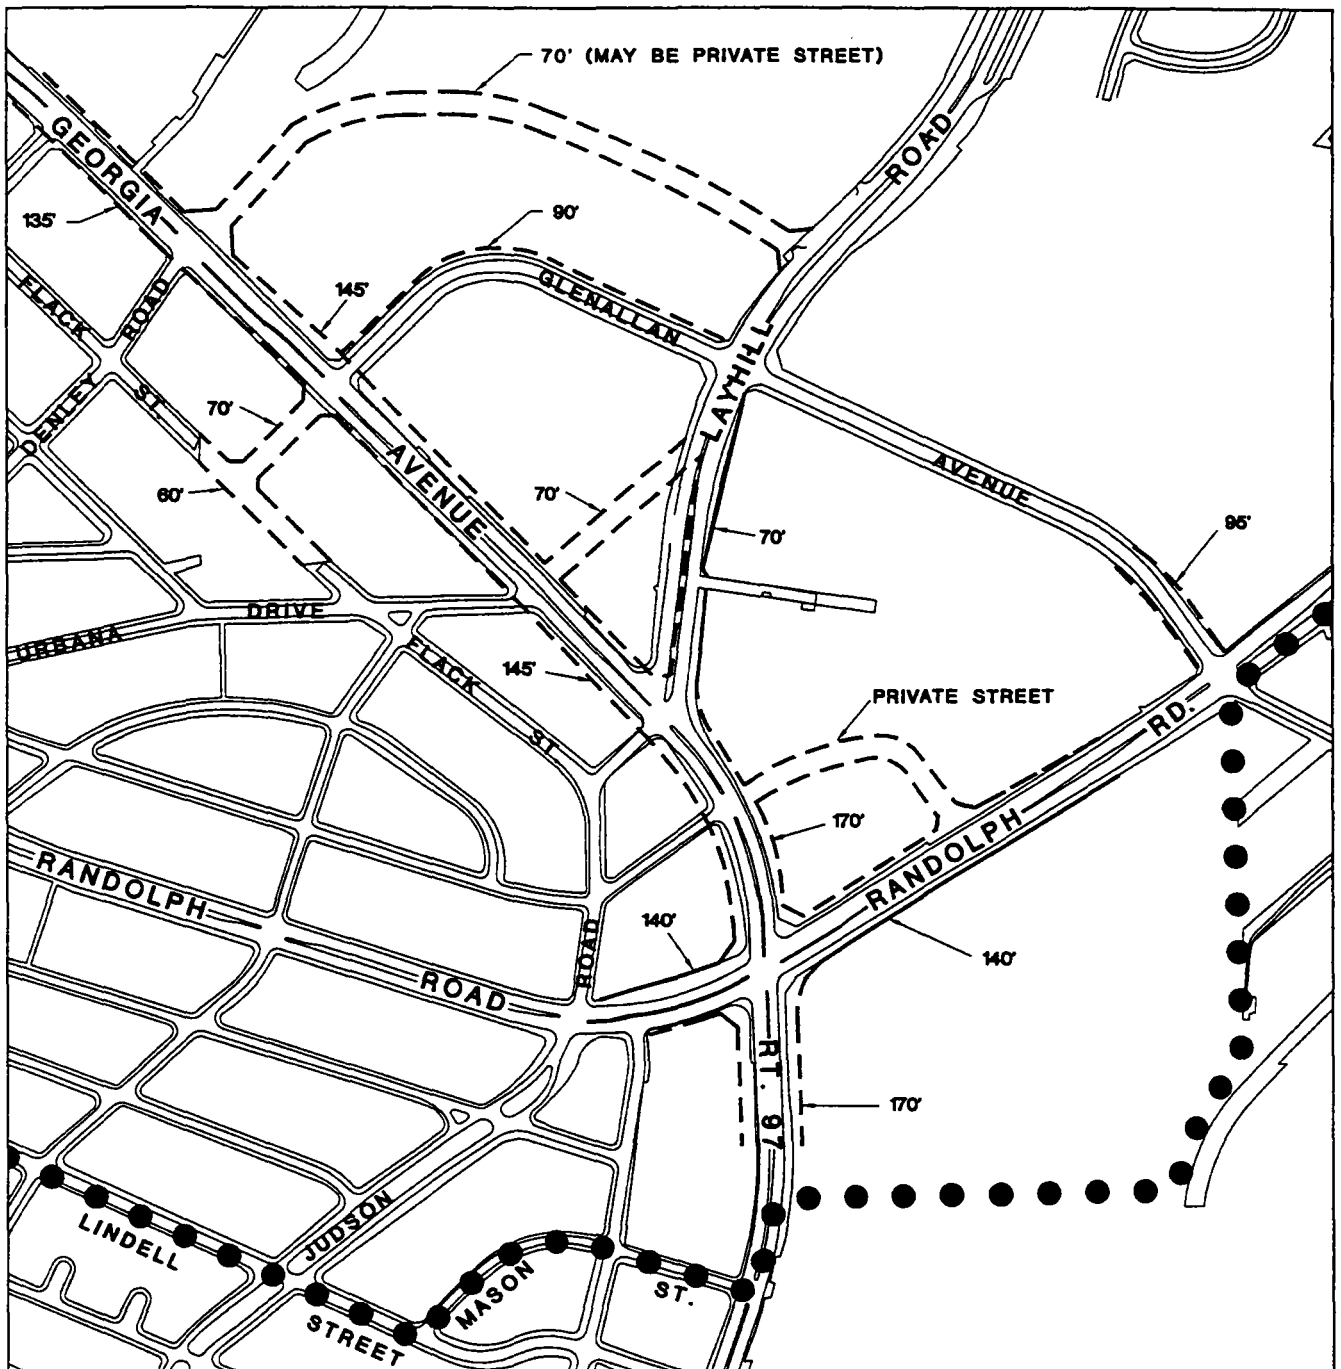 70' (MAY BE PRIVATE STREET)
GEORGIA
ROAD
135'
90'
FLACK
ROAD
145'
GLENALLAN
LAYHILL
DENLEY
ST.
70'
AVENUE
AVENUE
60'
70'
70'
95'
DRIVE
URBANA
FLACK
ST.
145'
PRIVATE STREET
RD.
170'
RANDOLPH
RANDOLPH
140'
ROAD
ROAD
140'
RT. 97
170'
LINDELL
JUDSON
MASON
ST.
STREET